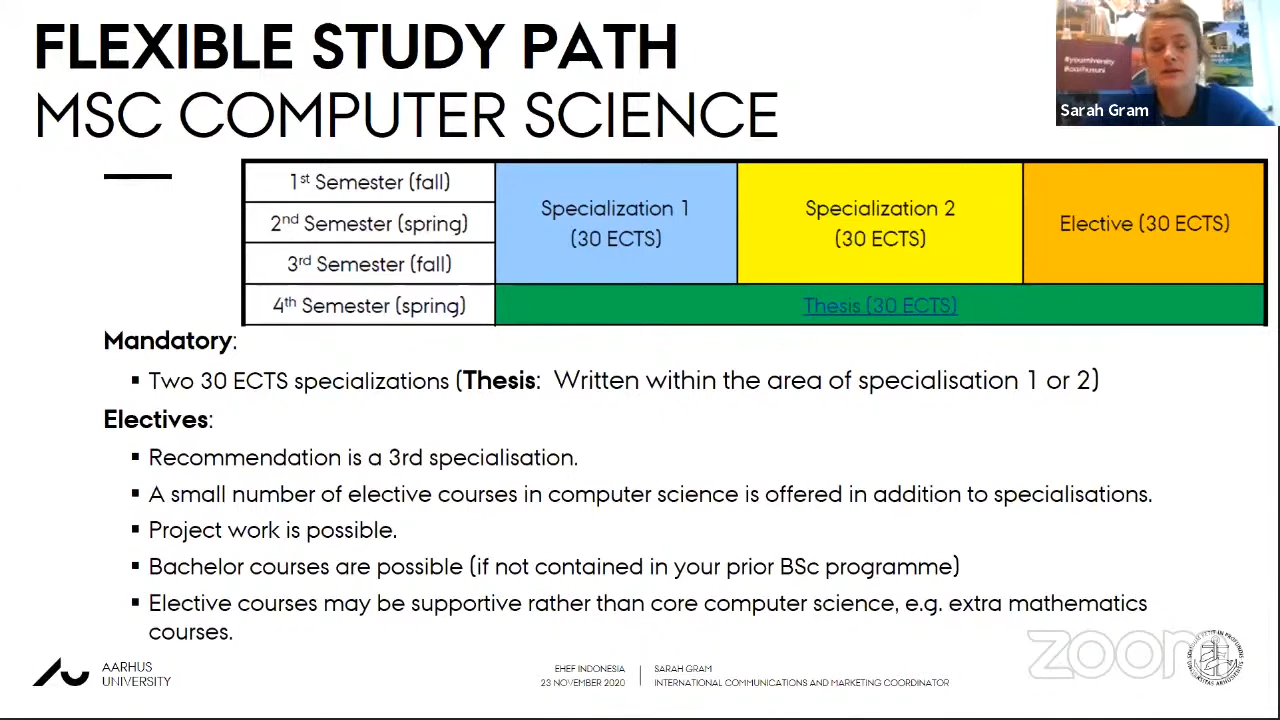 FLEXIBLE STUDY PATH
MSC COMPUTER SCIENCE
#youruniversity
#aarhusuni
Sarah Gram
1st Semester (fall)
2nd Semester (spring)
3rd Semester (fall)
4th Semester (spring)
Specialization 1
(30 ECTS)
Specialization 2
(30 ECTS)
Elective (30 ECTS)
Thesis (30 ECTS)
Mandatory:
▪ Two 30 ECTS specializations (Thesis: Written within the area of specialisation 1 or 2)
Electives:
▪ Recommendation is a 3rd specialisation.
▪ A small number of elective courses in computer science is offered in addition to specialisations.
▪ Project work is possible.
▪ Bachelor courses are possible (if not contained in your prior BSc programme)
▪ Elective courses may be supportive rather than core computer science, e.g. extra mathematics
courses.
AARHUS
UNIVERSITY
EHEF INDONESIA
23 NOVEMBER 2020
SARAH GRAM
INTERNATIONAL COMMUNICATIONS AND MARKETING COORDINATOR
zoom